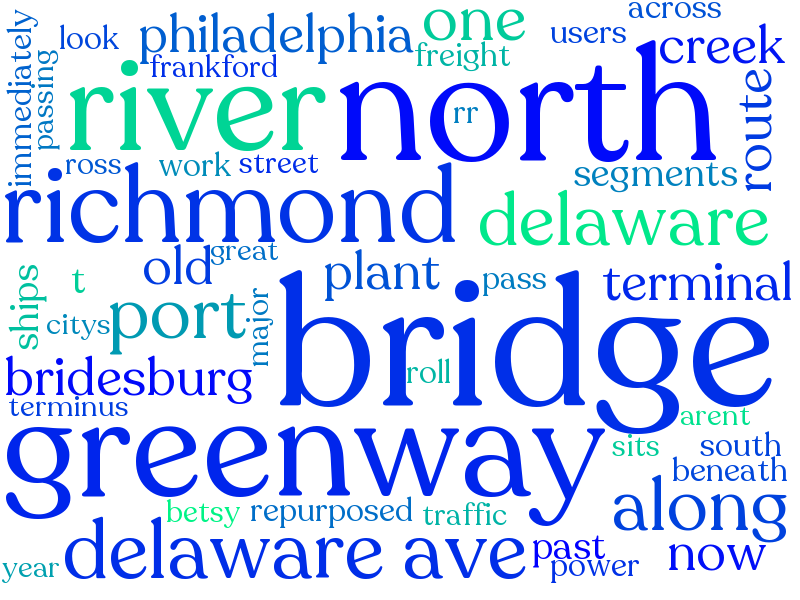 across
one
users
look
philadelphia
creek
freight
immediately
passing
frankford
river
north
route
rr
ross
work
street
segments
richmond
delaware
great
old
plant
pass
terminal
ships
t
port
citys
major
bridge
bridesburg
roll
terminus
greenway
arent
sits
south
beneath
betsy
repurposed
traffic
along
year
delaware ave
past
power
now